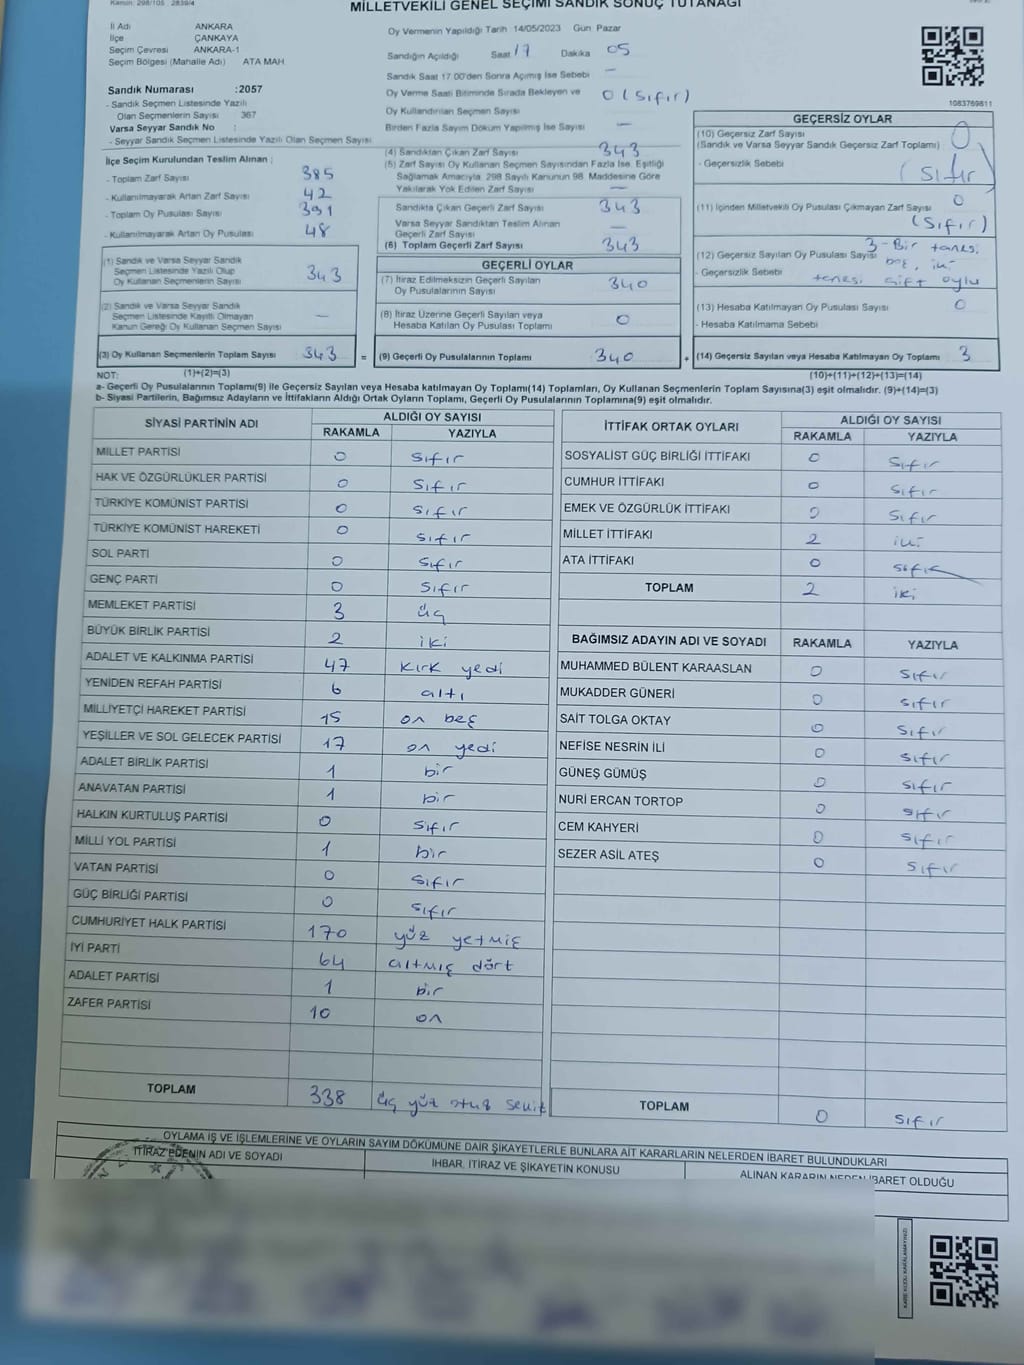 Kanun: 298/105 2839/4
MİLLETVEKİLİ GENEL SEÇİMİ SANDIK SONUÇ TUTANAĞI
İl Adı ANKARA
İlçe ÇANKAYA
Seçim Çevresi ANKARA-1
Seçim Bölgesi (Mahalle Adı) ATA MAH.
Sandık Numarası :2057
- Sandık Seçmen Listesinde Yazılı
Olan Seçmenlerin Sayısı 367
Varsa Seyyar Sandık No :
- Seyyar Sandık Seçmen Listesinde Yazılı Olan Seçmen Sayısı
İlçe Seçim Kurulundan Teslim Alınan ;
- Toplam Zarf Sayısı 385
- Kullanılmayarak Artan Zarf Sayısı 42
- Toplam Oy Pusulası Sayısı 391
- Kullanılmayarak Artan Oy Pusulası 48
(1) Sandık ve Varsa Seyyar Sandık
Seçmen Listesinde Yazılı Olup
Oy Kullanan Seçmenlerin Sayısı 343
(2) Sandık ve Varsa Seyyar Sandık
Seçmen Listesinde Kayıtlı Olmayan
Kanun Gereği Oy Kullanan Seçmen Sayısı —
(3) Oy Kullanan Seçmenlerin Toplam Sayısı 343 =
Oy Vermenin Yapıldığı Tarih 14/05/2023 Gün Pazar
Sandığın Açıldığı Saat 17 Dakika 05
Sandık Saat 17.00'den Sonra Açılmış İse Sebebi —
Oy Verme Saati Bitiminde Sırada Bekleyen ve 0 (sıfır)
Oy Kullandırılan Seçmen Sayısı
Birden Fazla Sayım Döküm Yapılmış İse Sayısı —
(4) Sandıktan Çıkan Zarf Sayısı 343
(5) Zarf Sayısı Oy Kullanan Seçmen Sayısından Fazla İse, Eşitliği
Sağlamak Amacıyla, 298 Sayılı Kanunun 98. Maddesine Göre
Yakılarak Yok Edilen Zarf Sayısı —
Sandıkta Çıkan Geçerli Zarf Sayısı 343
Varsa Seyyar Sandıktan Teslim Alınan
Geçerli Zarf Sayısı —
(6) Toplam Geçerli Zarf Sayısı 343
GEÇERLİ OYLAR
(7) İtiraz Edilmeksizin Geçerli Sayılan
Oy Pusulalarının Sayısı 340
(8) İtiraz Üzerine Geçerli Sayılan veya
Hesaba Katılan Oy Pusulası Toplamı 0
(9) Geçerli Oy Pusulalarının Toplamı 340 +
1083769811
GEÇERSİZ OYLAR
(10) Geçersiz Zarf Sayısı 0
(Sandık ve Varsa Seyyar Sandık Geçersiz Zarf Toplamı)
- Geçersizlik Sebebi (sıfır)
(11) İçinden Milletvekili Oy Pusulası Çıkmayan Zarf Sayısı 0
(sıfır)
(12) Geçersiz Sayılan Oy Pusulası Sayısı 3-Bir tanesi
- Geçersizlik Sebebi boş, iki
tanesi çift oylu
(13) Hesaba Katılmayan Oy Pusulası Sayısı 0
- Hesaba Katılmama Sebebi
(14) Geçersiz Sayılan veya Hesaba Katılmayan Oy Toplamı 3
NOT: (1)+(2)=(3) (10)+(11)+(12)+(13)=(14)
a- Geçerli Oy Pusulalarının Toplamı(9) ile Geçersiz Sayılan veya Hesaba katılmayan Oy Toplamı(14) Toplamları, Oy Kullanan Seçmenlerin Toplam Sayısına(3) eşit olmalıdır. (9)+(14)=(3)
b- Siyasi Partilerin, Bağımsız Adayların ve İttifakların Aldığı Ortak Oyların Toplamı, Geçerli Oy Pusulalarının Toplamına(9) eşit olmalıdır.
SİYASİ PARTİNİN ADI ALDIĞI OY SAYISI
RAKAMLA YAZIYLA
MİLLET PARTİSİ 0 sıfır
HAK VE ÖZGÜRLÜKLER PARTİSİ 0 sıfır
TÜRKİYE KOMÜNİST PARTİSİ 0 sıfır
TÜRKİYE KOMÜNİST HAREKETİ 0 sıfır
SOL PARTİ 0 sıfır
GENÇ PARTİ 0 sıfır
MEMLEKET PARTİSİ 3 üç
BÜYÜK BİRLİK PARTİSİ 2 iki
ADALET VE KALKINMA PARTİSİ 47 kırk yedi
YENİDEN REFAH PARTİSİ 6 altı
MİLLİYETÇİ HAREKET PARTİSİ 15 on beş
YEŞİLLER VE SOL GELECEK PARTİSİ 17 on yedi
ADALET BİRLİK PARTİSİ 1 bir
ANAVATAN PARTİSİ 1 bir
HALKIN KURTULUŞ PARTİSİ 0 sıfır
MİLLİ YOL PARTİSİ 1 bir
VATAN PARTİSİ 0 sıfır
GÜÇ BİRLİĞİ PARTİSİ 0 sıfır
CUMHURİYET HALK PARTİSİ 170 yüz yetmiş
İYİ PARTİ 64 altmış dört
ADALET PARTİSİ 1 bir
ZAFER PARTİSİ 10 on
TOPLAM 338 üç yüz otuz sekiz
İTTİFAK ORTAK OYLARI ALDIĞI OY SAYISI
RAKAMLA YAZIYLA
SOSYALİST GÜÇ BİRLİĞİ İTTİFAKI 0 sıfır
CUMHUR İTTİFAKI 0 sıfır
EMEK VE ÖZGÜRLÜK İTTİFAKI 0 sıfır
MİLLET İTTİFAKI 2 iki
ATA İTTİFAKI 0 sıfır
TOPLAM 2 iki
BAĞIMSIZ ADAYIN ADI VE SOYADI RAKAMLA YAZIYLA
MUHAMMED BÜLENT KARAASLAN 0 sıfır
MUKADDER GÜNERİ 0 sıfır
SAİT TOLGA OKTAY 0 sıfır
NEFİSE NESRİN İLİ 0 sıfır
GÜNEŞ GÜMÜŞ 0 sıfır
NURİ ERCAN TORTOP 0 sıfır
CEM KAHYERİ 0 sıfır
SEZER ASİL ATEŞ 0 sıfır
TOPLAM 0 sıfır
OYLAMA İŞ VE İŞLEMLERİNE VE OYLARIN SAYIM DÖKÜMÜNE DAİR ŞİKAYETLERLE BUNLARA AİT KARARLARIN NELERDEN İBARET BULUNDUKLARI
İTİRAZ EDENİN ADI VE SOYADI
İHBAR, İTİRAZ VE ŞİKAYETİN KONUSU
ALINAN KARARIN NEDEN İBARET OLDUĞU
KARE KODU KARALAMAYINIZ!